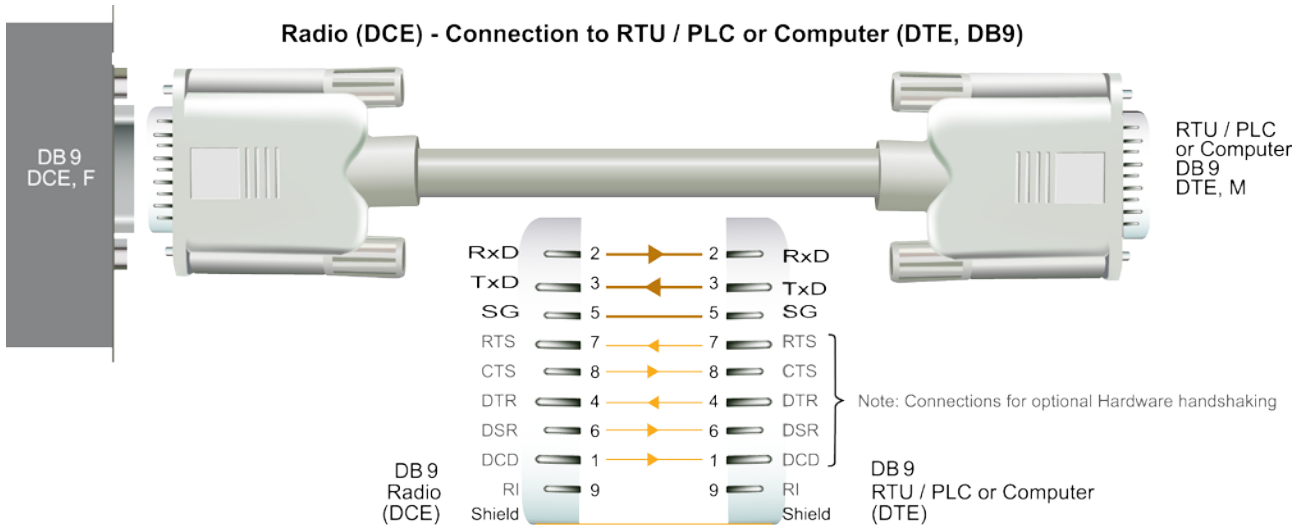 Radio (DCE) - Connection to RTU / PLC or Computer (DTE, DB9)
DB 9
DCE, F
RTU / PLC
or Computer
DB 9
DTE, M
RxD 2 2 RxD
TxD 3 3 TxD
SG 5 5 SG
RTS 7 7 RTS
CTS 8 8 CTS
DTR 4 4 DTR
DSR 6 6 DSR
DCD 1 1 DCD
RI 9 9 RI
Shield Shield
Note: Connections for optional Hardware handshaking
DB 9
Radio
(DCE)
DB 9
RTU / PLC or Computer
(DTE)